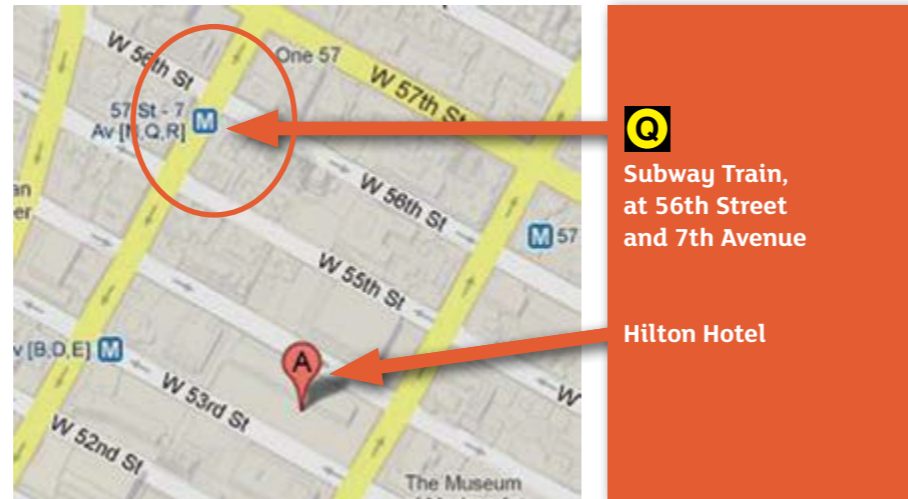 One 57
W 56th St
W 57th St
57 St - 7
Av [N,Q,R]
M
W 56th St
M 57
W 55th St
[B,D,E] M
A
W 53rd St
W 52nd St
W
The Museum
Q
Subway Train,
at 56th Street
and 7th Avenue
Hilton Hotel